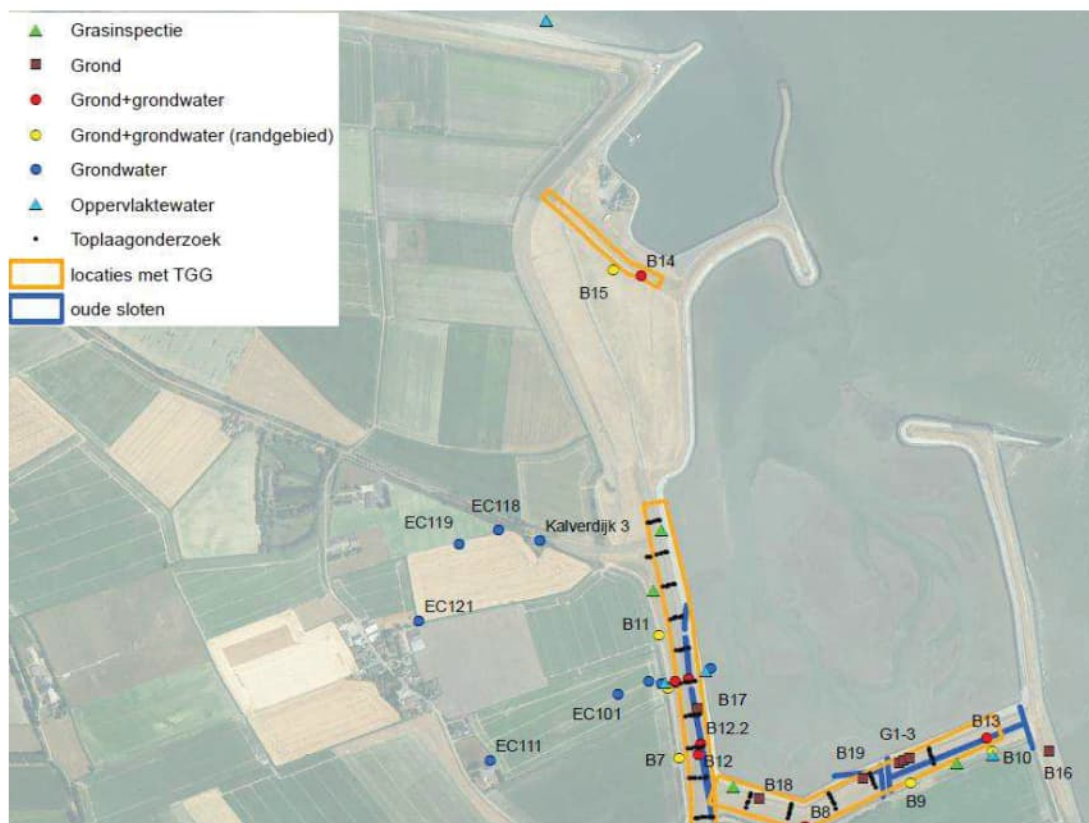 Grasinspectie
Grond
Grond+grondwater
Grond+grondwater (randgebied)
Grondwater
Oppervlaktewater
Toplaagonderzoek
locaties met TGG
oude sloten
B14
B15
EC118
EC119
Kalverdijk 3
EC121
B11
EC101
B17
B12.2
B7
B12
EC111
G1-3
B13
B19
B10
B16
B18
B9
B8